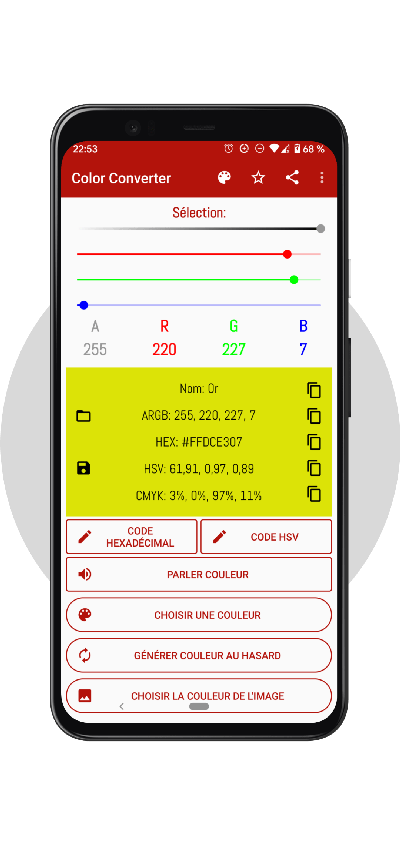 22:53
68 %
Color Converter
Sélection:
A R G B
255 220 227 7
Nom: Or
ARGB: 255, 220, 227, 7
HEX: #FFDCE307
HSV: 61,91, 0,97, 0,89
CMYK: 3%, 0%, 97%, 11%
CODE
HEXADÉCIMAL
CODE HSV
PARLER COULEUR
CHOISIR UNE COULEUR
GÉNÉRER COULEUR AU HASARD
CHOISIR LA COULEUR DE L'IMAGE